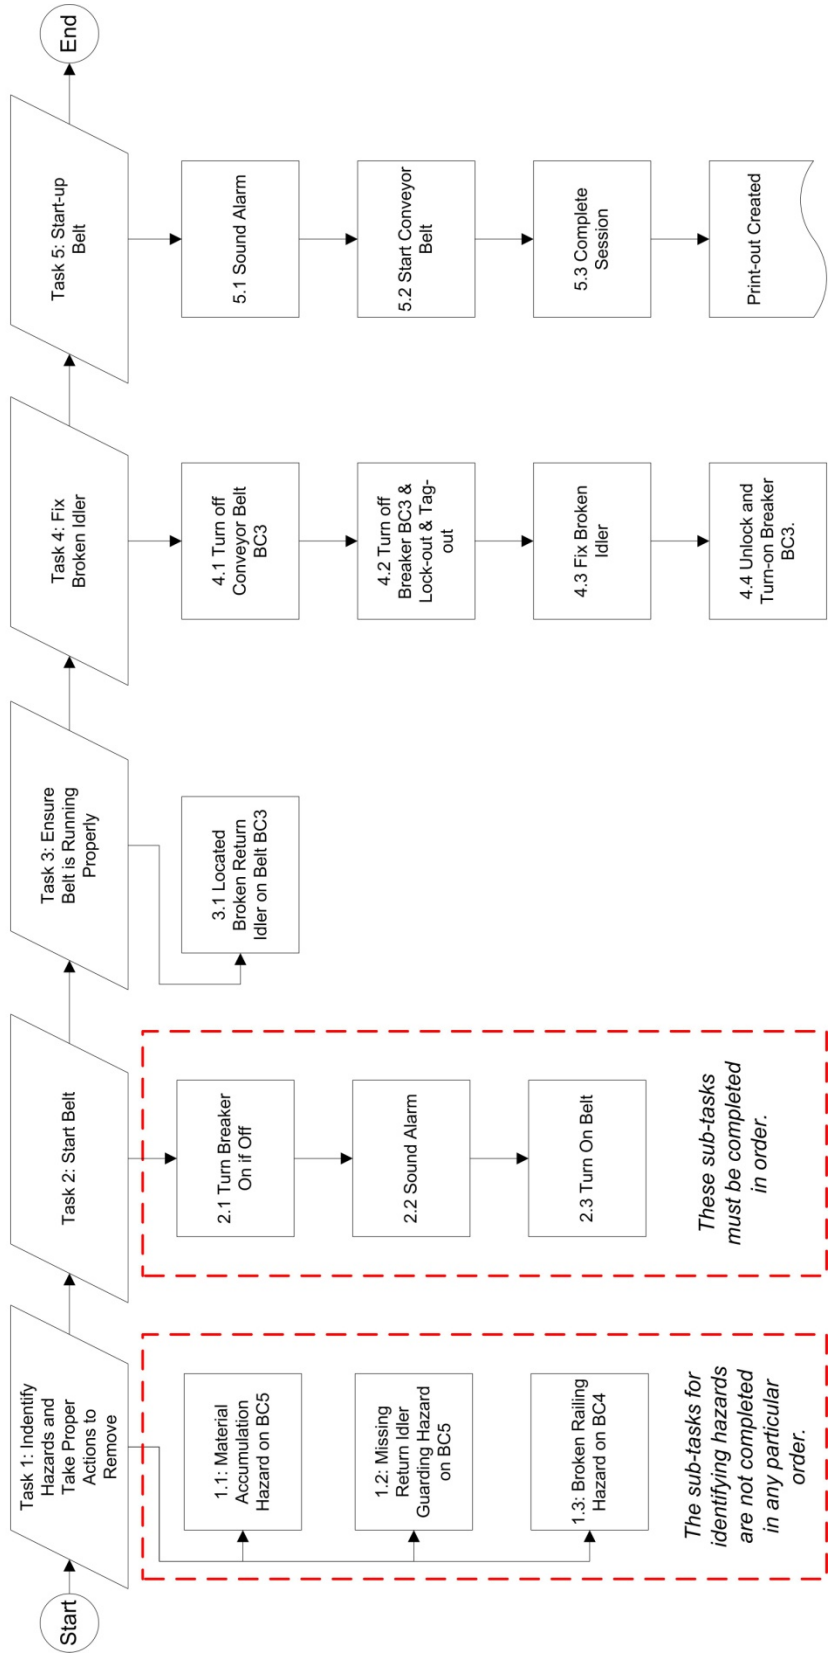 Start
Task 1: Indentify
Hazards and
Take Proper
Actions to
Remove
1.1: Material
Accumulation
Hazard on BC5
1.2: Missing
Return Idler
Guarding Hazard
on BC5
1.3: Broken Railing
Hazard on BC4
The sub-tasks for
identifying hazards
are not completed
in any particular
order.
Task 2: Start Belt
2.1 Turn Breaker
On if Off
2.2 Sound Alarm
2.3 Turn On Belt
These sub-tasks
must be completed
in order.
Task 3: Ensure
Belt is Running
Properly
3.1 Located
Broken Return
Idler on Belt BC3
Task 4: Fix
Broken Idler
4.1 Turn off
Conveyor Belt
BC3
4.2 Turn off
Breaker BC3 &
Lock-out & Tag-
out
4.3 Fix Broken
Idler
4.4 Unlock and
Turn-on Breaker
BC3.
Task 5: Start-up
Belt
5.1 Sound Alarm
5.2 Start Conveyor
Belt
5.3 Complete
Session
Print-out Created
End